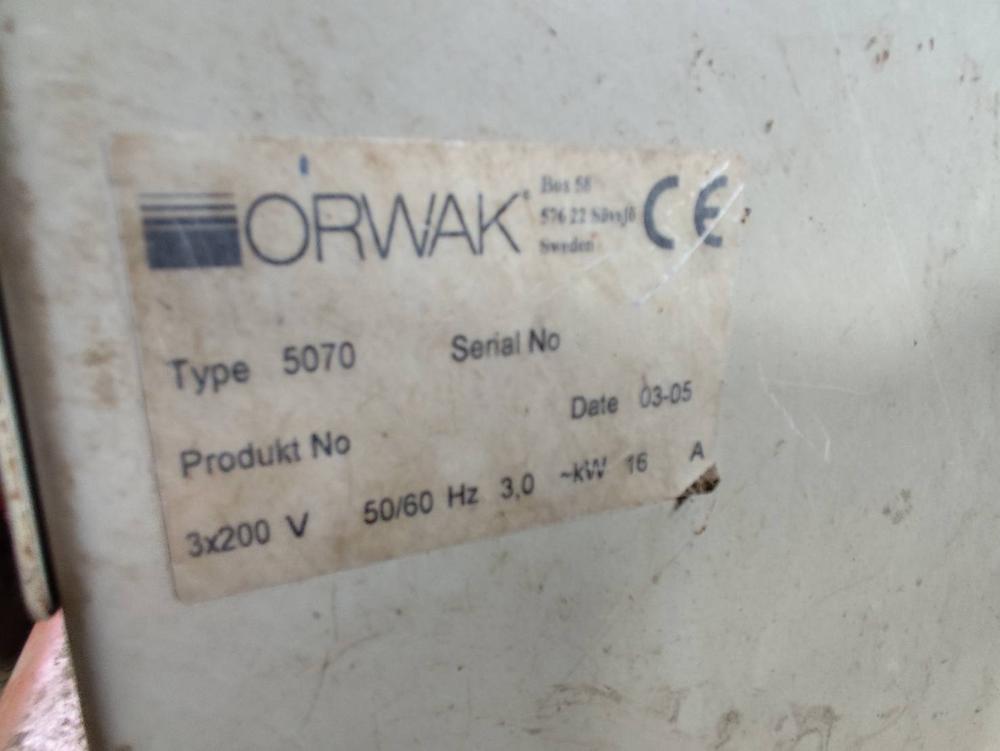 ORWAK
Box 58
576 22 Sävsjö
Sweden
CE
Type 5070 Serial No
Date 03-05
Produkt No
3x200 V 50/60 Hz 3,0 ~kW 16 A